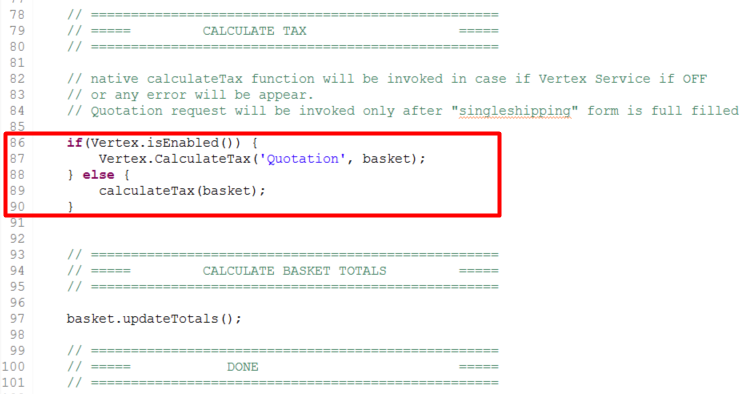 78 // ===================================================
79 // ===== CALCULATE TAX =====
80 // ===================================================
81
82 // native calculateTax function will be invoked in case if Vertex Service if OFF
83 // or any error will be appear.
84 // Quotation request will be invoked only after "singleshipping" form is full filled
85
86 if(Vertex.isEnabled()) {
87 Vertex.CalculateTax('Quotation', basket);
88 } else {
89 calculateTax(basket);
90 }
91
92
93 // ===================================================
94 // ===== CALCULATE BASKET TOTALS =====
95 // ===================================================
96
97 basket.updateTotals();
98
99 // ===================================================
100 // ===== DONE =====
101 // ===================================================